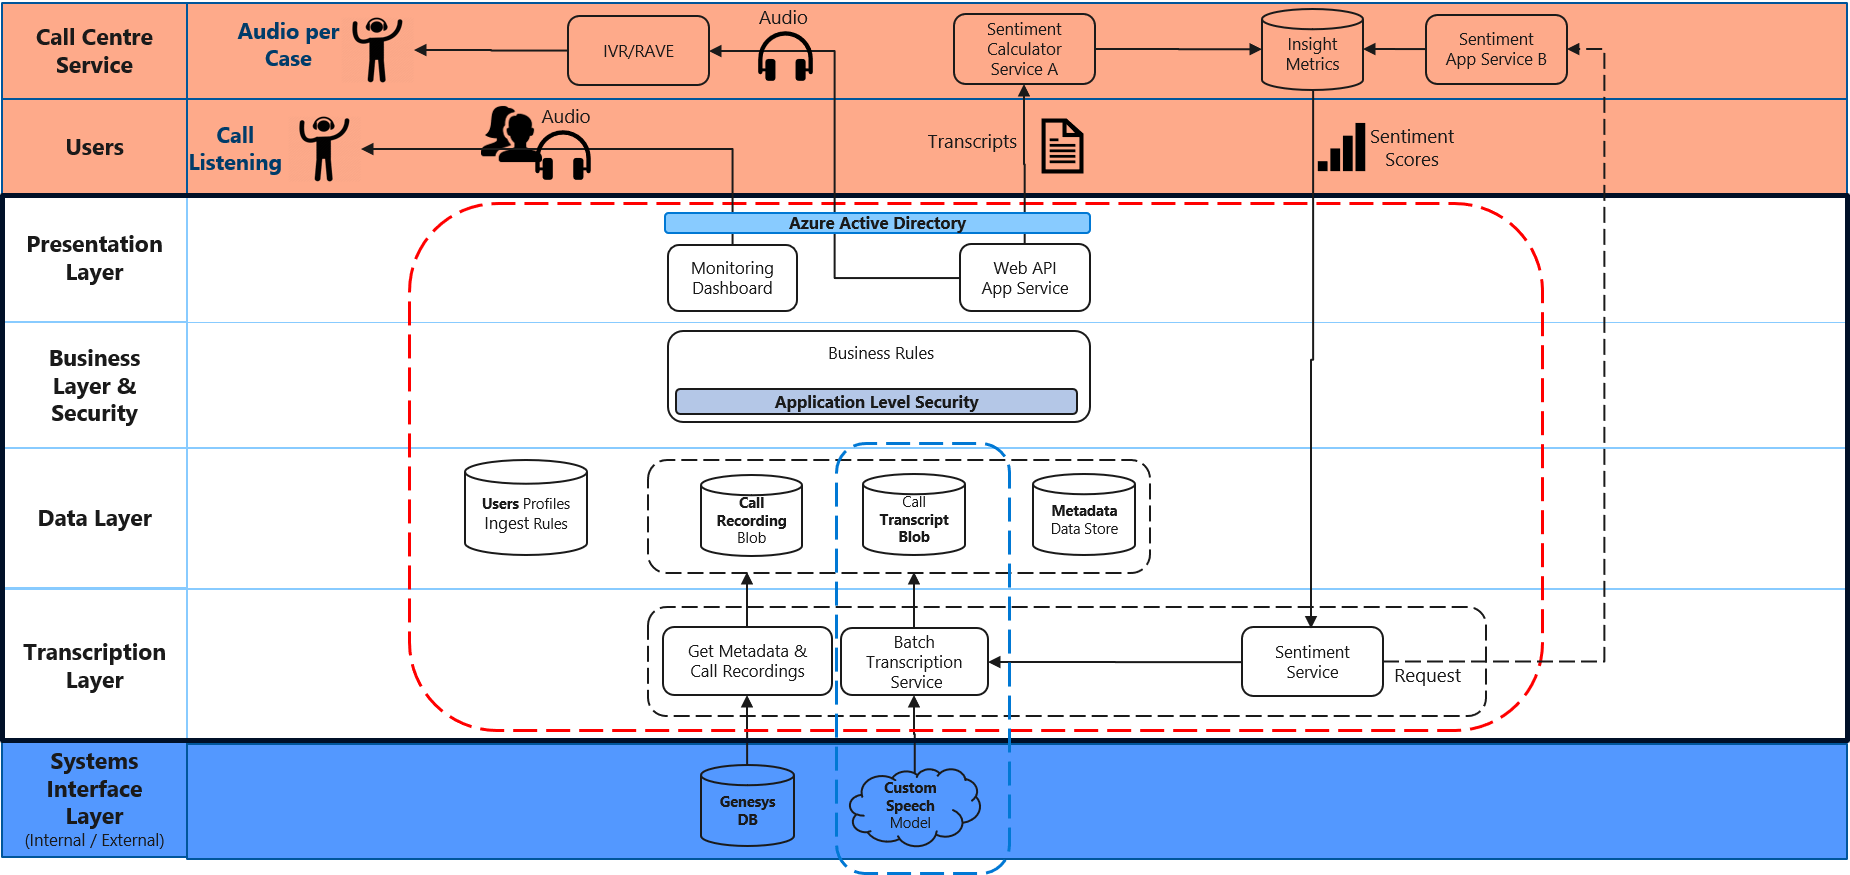 Call Centre
Service
Audio per
Case
IVR/RAVE
Audio
Sentiment
Calculator
Service A
Insight
Metrics
Sentiment
App Service B
Users
Call
Listening
Audio
Transcripts
Sentiment
Scores
Presentation
Layer
Azure Active Directory
Monitoring
Dashboard
Web API
App Service
Business
Layer &
Security
Business Rules
Application Level Security
Data Layer
Users Profiles
Ingest Rules
Call
Recording
Blob
Call
Transcript
Blob
Metadata
Data Store
Transcription
Layer
Get Metadata &
Call Recordings
Batch
Transcription
Service
Sentiment
Service
Request
Systems
Interface
Layer
(Internal / External)
Genesys
DB
Custom
Speech
Model